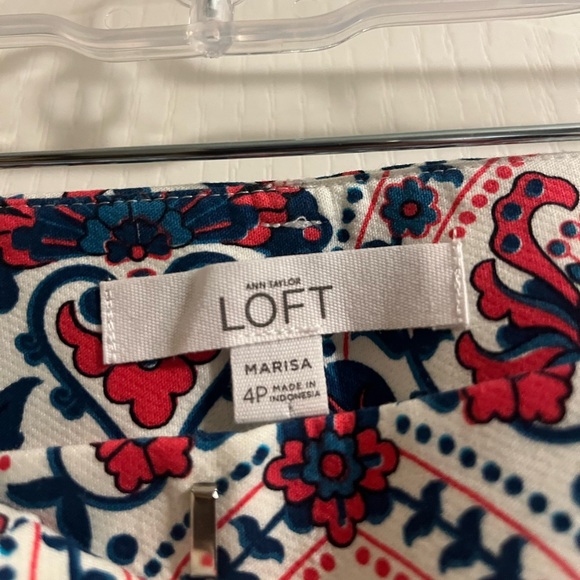 ANN TAYLOR
LOFT
MARISA
4P MADE IN
INDONESIA